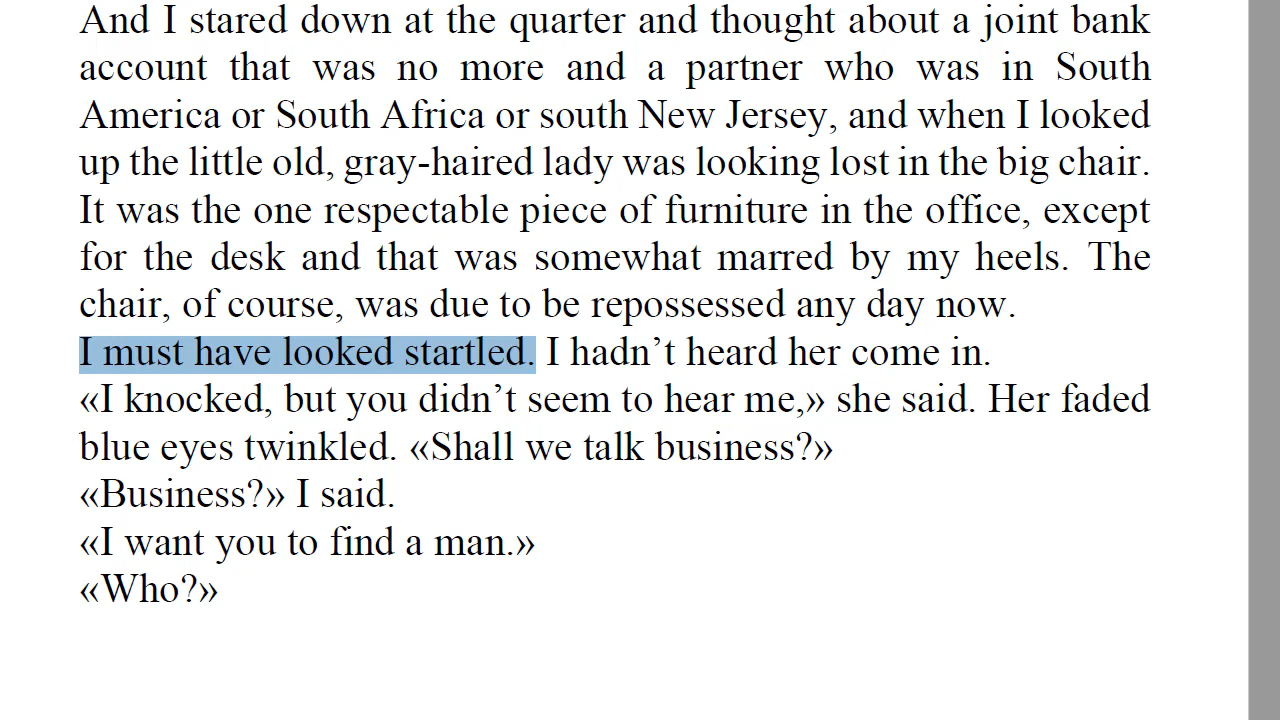 And I stared down at the quarter and thought about a joint bank
account that was no more and a partner who was in South
America or South Africa or south New Jersey, and when I looked
up the little old, gray-haired lady was looking lost in the big chair.
It was the one respectable piece of furniture in the office, except
for the desk and that was somewhat marred by my heels. The
chair, of course, was due to be repossessed any day now.
I must have looked startled. I hadn’t heard her come in.
«I knocked, but you didn’t seem to hear me,» she said. Her faded
blue eyes twinkled. «Shall we talk business?»
«Business?» I said.
«I want you to find a man.»
«Who?»